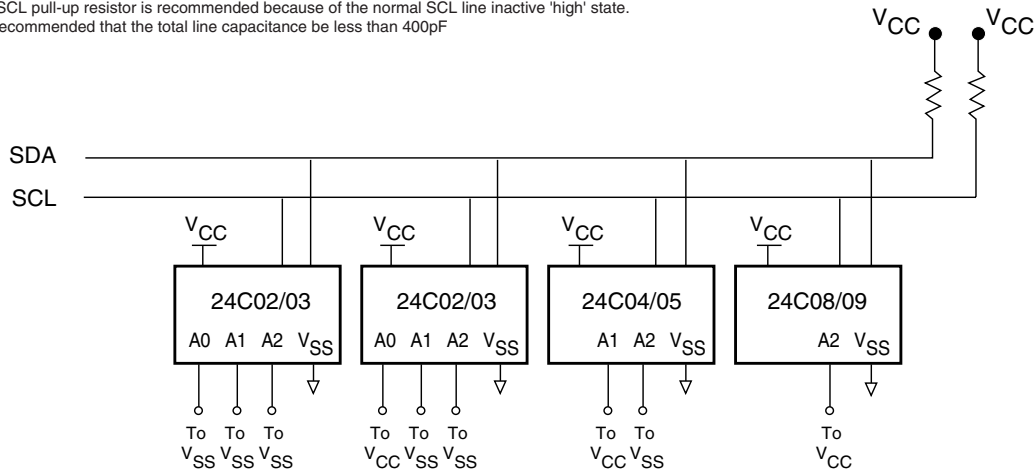 SCL pull-up resistor is recommended because of the normal SCL line inactive 'high' state.
ecommended that the total line capacitance be less than 400pF
VCC VCC
SDA
SCL
VCC VCC VCC VCC
24C02/03 24C02/03 24C04/05 24C08/09
A0 A1 A2 VSS A0 A1 A2 VSS A1 A2 VSS A2 VSS
To To To To To To To To To
VSS VSS VSS VCC VSS VSS VCC VSS VCC